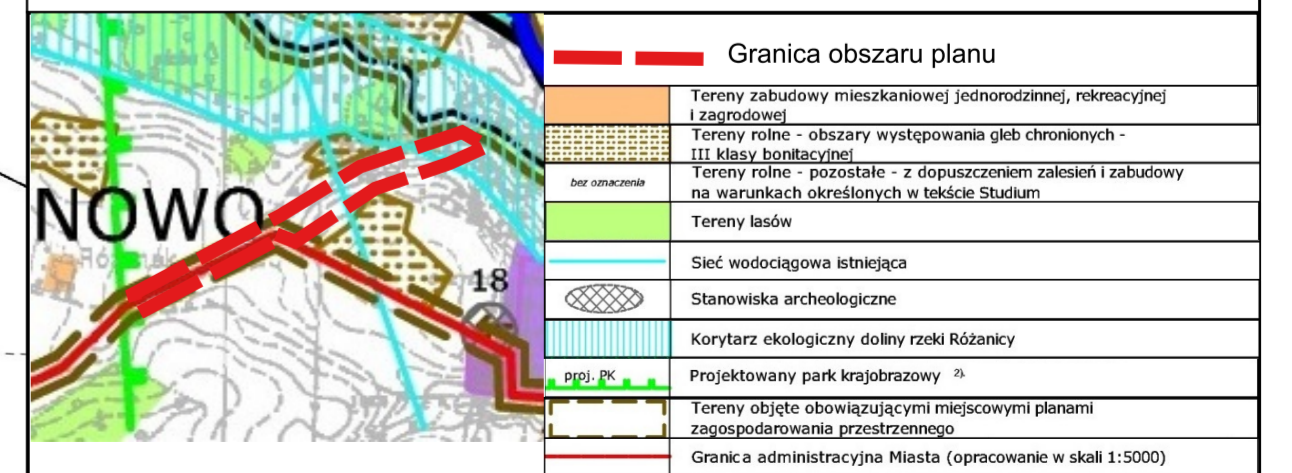 NOWO
18
Granica obszaru planu
Tereny zabudowy mieszkaniowej jednorodzinnej, rekreacyjnej
i zagrodowej
Tereny rolne - obszary występowania gleb chronionych -
III klasy bonitacyjnej
bez oznaczenia
Tereny rolne - pozostałe - z dopuszczeniem zalesień i zabudowy
na warunkach określonych w tekście Studium
Tereny lasów
Sieć wodociągowa istniejąca
Stanowiska archeologiczne
Korytarz ekologiczny doliny rzeki Różanicy
proj. PK
Projektowany park krajobrazowy 2).
Tereny objęte obowiązującymi miejscowymi planami
zagospodarowania przestrzennego
Granica administracyjna Miasta (opracowanie w skali 1:5000)